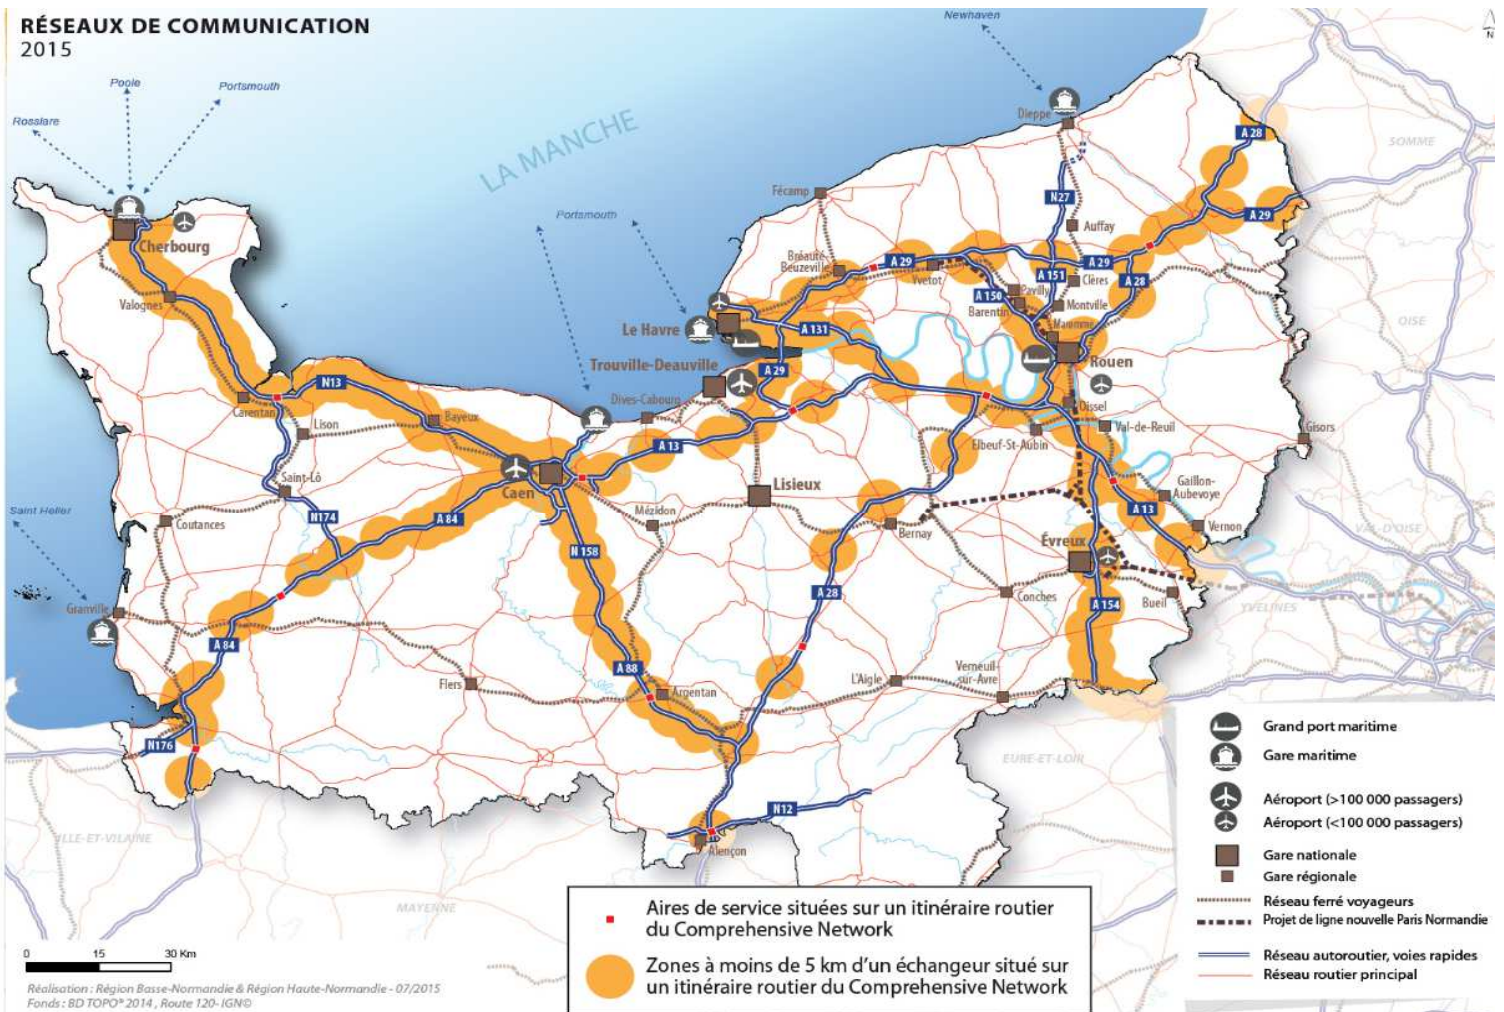 RÉSEAUX DE COMMUNICATION
2015
Newhaven
N
Poole
Portsmouth
Rosslare
LA MANCHE
Dieppe
A 28
SOMME
Fécamp
N27
Portsmouth
Cherbourg
Auffay
A 29
Bréauté
Beuzeville
A 29
A 29
A 151
Yvetot
Clères
A 28
Valognes
A 150
Pavilly
Barentin
Montville
OISE
Le Havre
A 131
Maromme
Rouen
Trouville-Deauville
A 29
N13
Dives-Cabourg
Oissel
Carentan
Bayeux
Lison
A 13
Elbeuf-St-Aubin
Val-de-Reuil
Gisors
Saint-Lô
Caen
Lisieux
Gaillon-
Aubevoye
Saint Helier
Coutances
N174
A 84
Mézidon
A 13
Vernon
VAL-D'OISE
Bernay
Évreux
N 158
A 28
Conches
Bueil
YVELINES
Granville
A 154
A 84
A 88
Flers
Argentan
L'Aigle
Verneuil-
sur-Avre
N176
EURE-ET-LOIR
N12
ILLE-ET-VILAINE
Alençon
MAYENNE
Grand port maritime
Gare maritime
Aéroport (>100 000 passagers)
Aéroport (<100 000 passagers)
Gare nationale
Gare régionale
Réseau ferré voyageurs
Projet de ligne nouvelle Paris Normandie
Réseau autoroutier, voies rapides
Réseau routier principal
Aires de service situées sur un itinéraire routier
du Comprehensive Network
Zones à moins de 5 km d'un échangeur situé sur
un itinéraire routier du Comprehensive Network
0 15 30 Km
Réalisation : Région Basse-Normandie & Région Haute-Normandie - 07/2015
Fonds : BD TOPO® 2014 , Route 120- IGN©